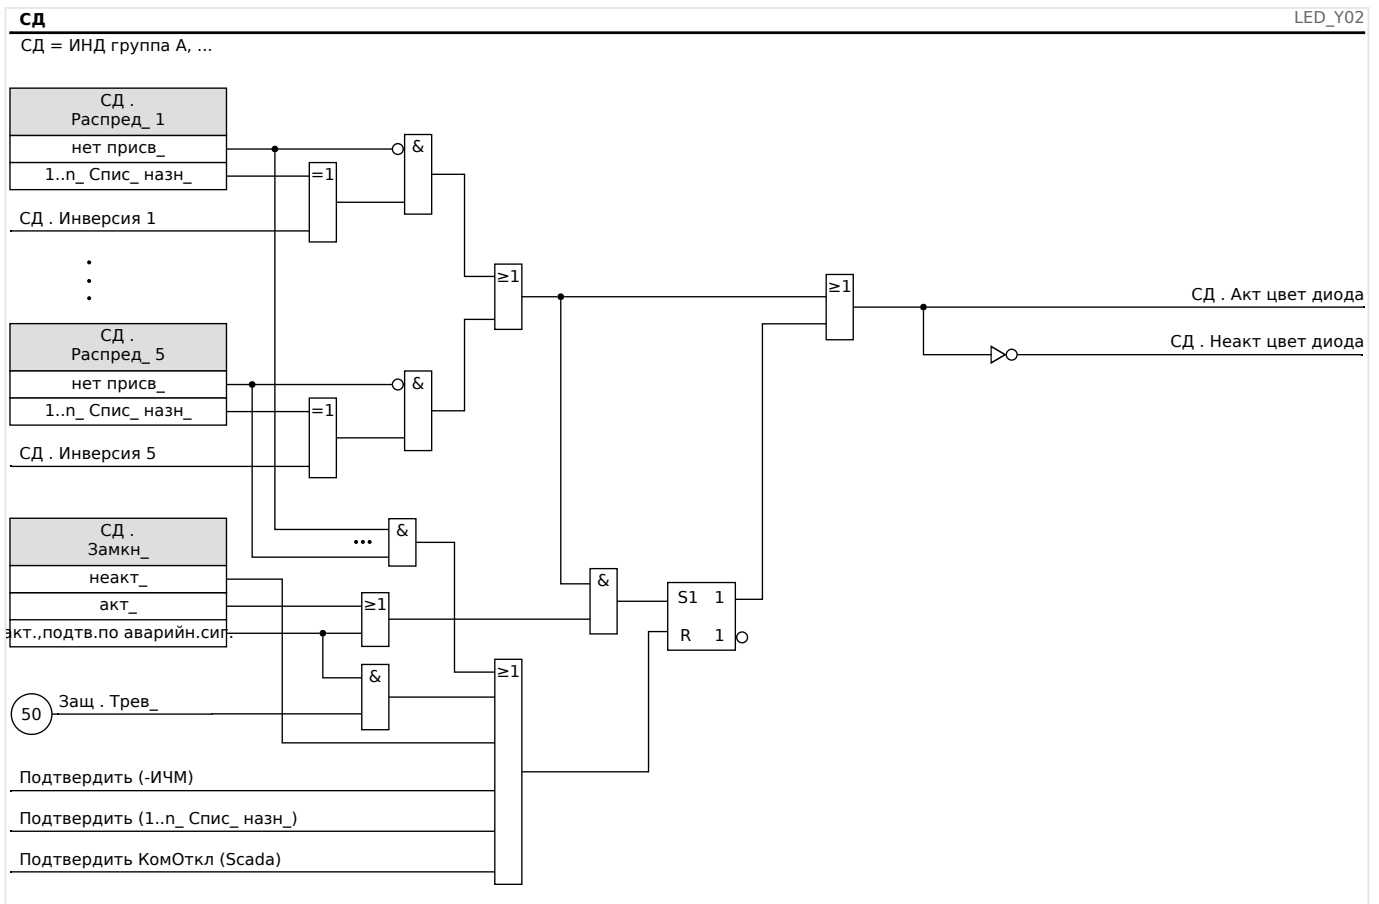 СД
LED_Y02
СД = ИНД группа А, ...
СД .
Распред_ 1
нет присв_
&
1..n_ Спис_ назн_
=1
СД . Инверсия 1
≥1
≥1
СД . Акт цвет диода
СД .
Распред_ 5
СД . Неакт цвет диода
нет присв_
&
1..n_ Спис_ назн_
=1
СД . Инверсия 5
СД .
Замкн_
&
...
неакт_
&
акт_
≥1
S1 1
акт.,подтв.по аварийн.сиг.
R 1
≥1
&
50
Защ . Трев_
Подтвердить (-ИЧМ)
Подтвердить (1..n_ Спис_ назн_)
Подтвердить КомОткл (Scada)